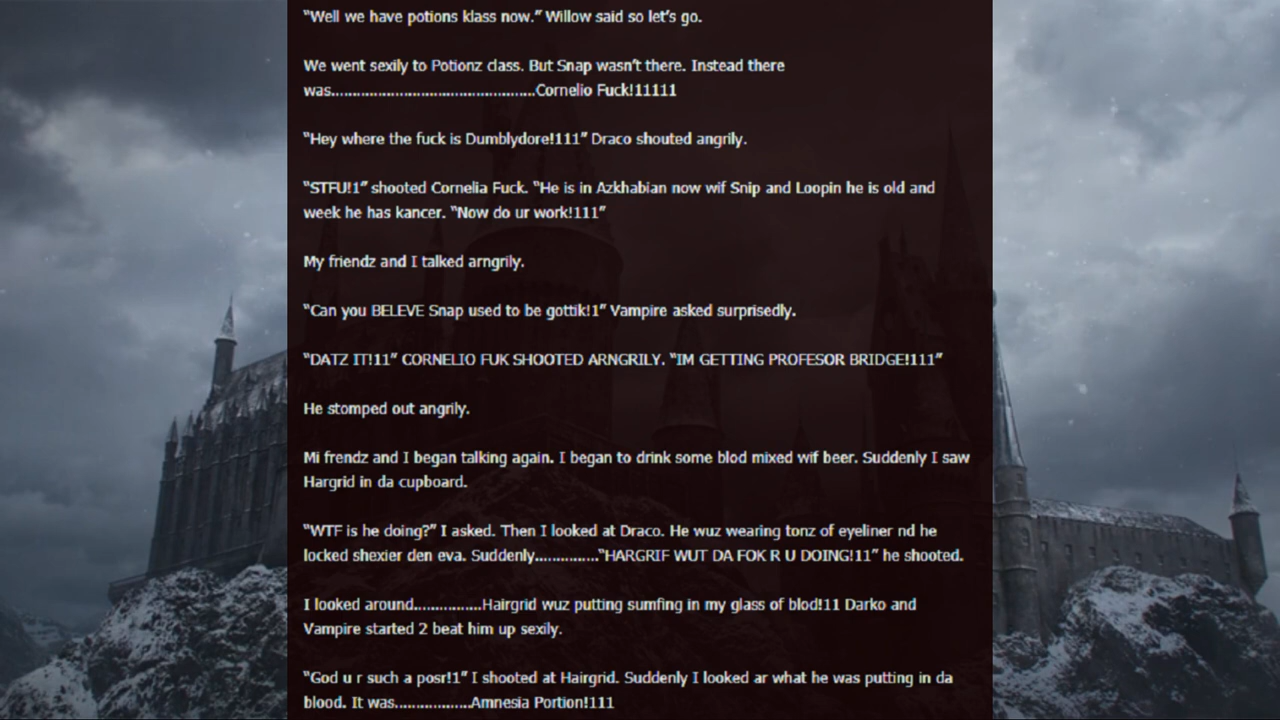 “Well we have potions klass now.” Willow said so let’s go.
We went sexily to Potionz class. But Snap wasn’t there. Instead there
was................................................Cornelio Fuck!11111
“Hey where the fuck is Dumblydore!111” Draco shouted angrily.
“STFU!1” shooted Cornelia Fuck. “He is in Azkhabian now wif Snip and Loopin he is old and
week he has kancer. “Now do ur work!111”
My friendz and I talked arngrily.
“Can you BELEVE Snap used to be gottik!1” Vampire asked surprisedly.
“DATZ IT!11” CORNELIO FUK SHOOTED ARNGRILY. “IM GETTING PROFESOR BRIDGE!111”
He stomped out angrily.
Mi frendz and I began talking again. I began to drink some blod mixed wif beer. Suddenly I saw
Hargrid in da cupboard.
“WTF is he doing?” I asked. Then I looked at Draco. He wuz wearing tonz of eyeliner nd he
locked shexier den eva. Suddenly...............“HARGRIF WUT DA FOK R U DOING!11” he shooted.
I looked around................Hairgrid wuz putting sumfing in my glass of blod!11 Darko and
Vampire started 2 beat him up sexily.
“God u r such a posr!1” I shooted at Hairgrid. Suddenly I looked ar what he was putting in da
blood. It was..................Amnesia Portion!111